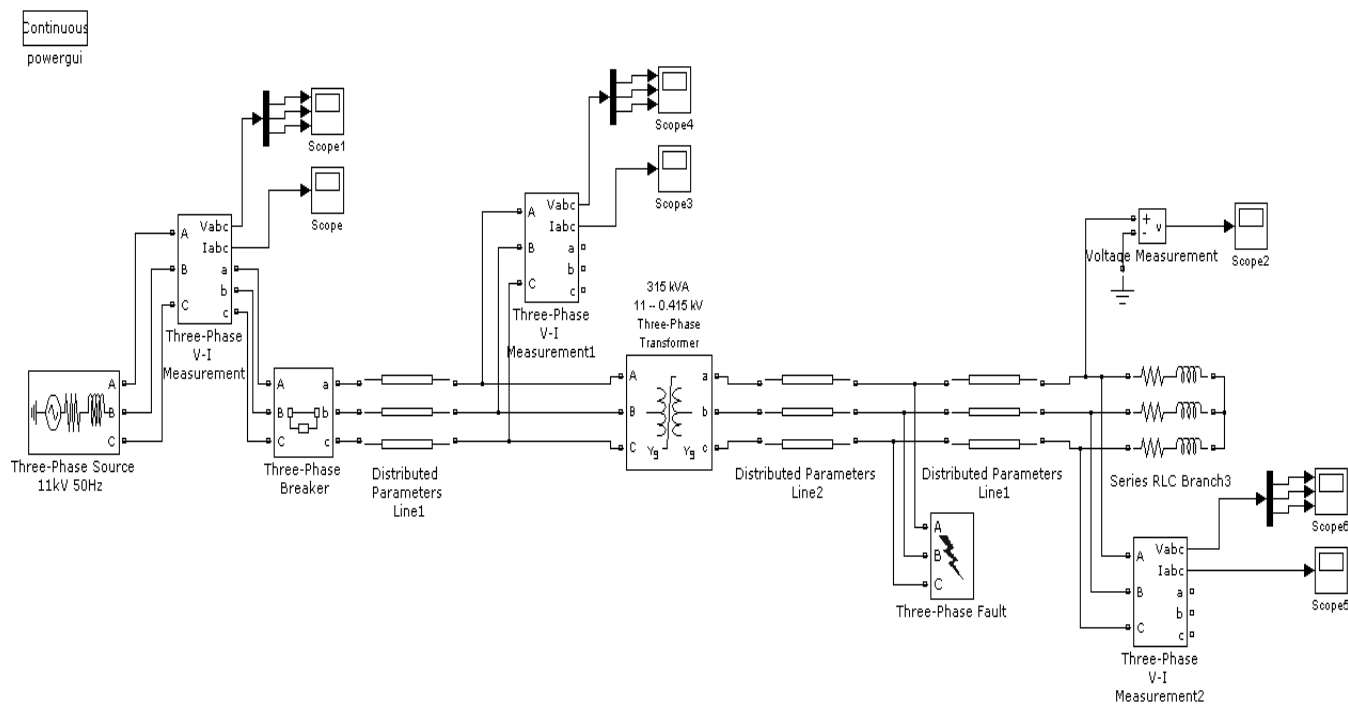 Continuous
powergui
Scope1
Scope
Vabc
Iabc
A
B
C
a
b
c
Three-Phase
V-I
Measurement
A
B
C
Three-Phase Source
11kV 50Hz
A
B
C
a
b
c
Three-Phase
Breaker
Distributed
Parameters
Line1
Scope4
Scope3
Vabc
Iabc
A
B
C
a
b
c
Three-Phase
V-I
Measurement1
315 kVA
11 -- 0.415 kV
Three-Phase
Transformer
A
B
C
a
b
c
Yg
Yg
Distributed Parameters
Line2
Distributed Parameters
Line1
A
B
C
Three-Phase Fault
+
-
v
Voltage Measurement
Scope2
Series RLC Branch3
Vabc
Iabc
A
B
C
a
b
c
Three-Phase
V-I
Measurement2
Scope6
Scope5